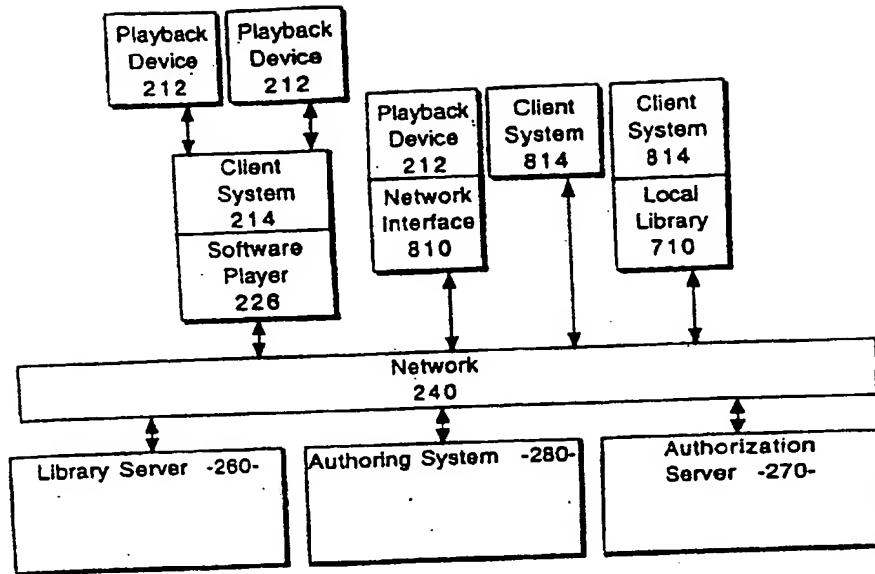 Playback
Device
212
Playback
Device
212
Client
System
214
Software
Player
226
Playback
Device
212
Network
Interface
810
Client
System
814
Client
System
814
Local
Library
710
Network
240
Library Server -260-
Authoring System -280-
Authorization
Server -270-